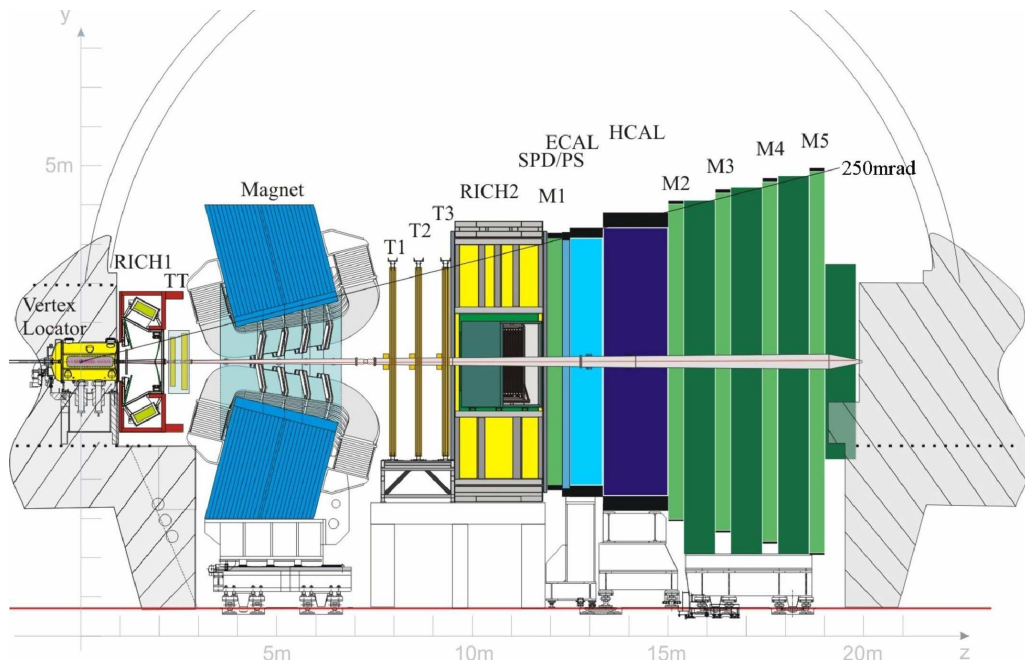 y
5m
Magnet
RICH1
TT
Vertex
Locator
T1
T2
T3
RICH2
SPD/PS
ECAL
HCAL
M1
M2
M3
M4
M5
250mrad
5m
10m
15m
20m
z